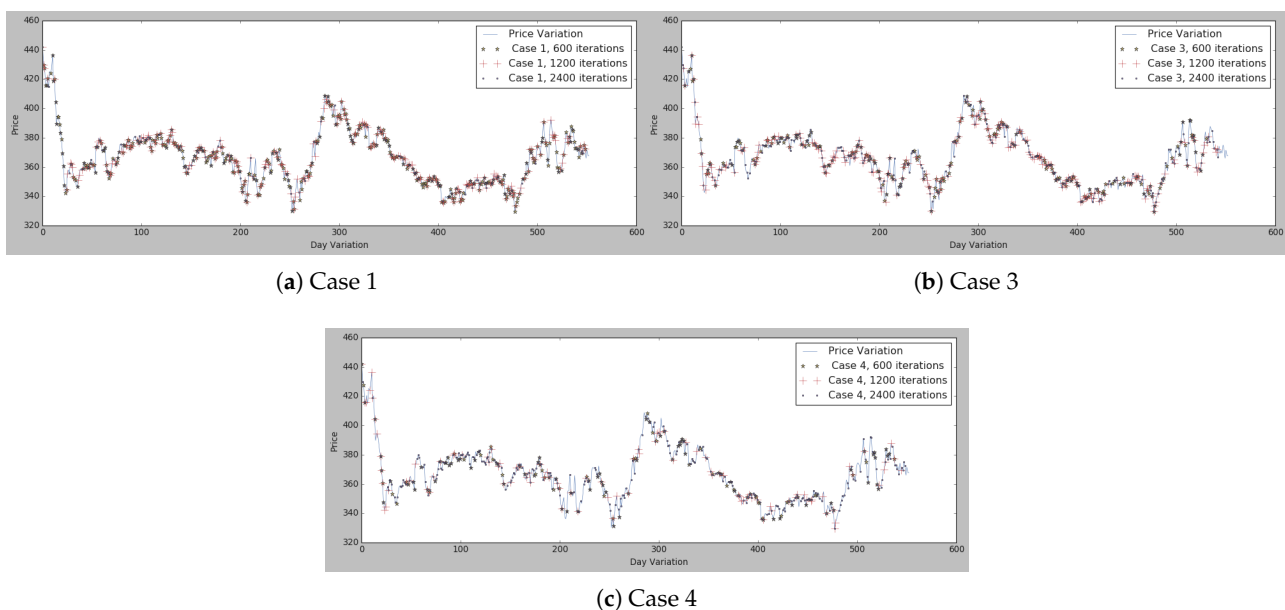 460
440
420
400
380
360
340
320
Price
0
100
200
300
400
500
600
Day Variation
Price Variation
Case 1, 600 iterations
Case 1, 1200 iterations
Case 1, 2400 iterations
(a) Case 1
460
440
420
400
380
360
340
320
Price
0
100
200
300
400
500
600
Day Variation
Price Variation
Case 3, 600 iterations
Case 3, 1200 iterations
Case 3, 2400 iterations
(b) Case 3
460
440
420
400
380
360
340
320
Price
0
100
200
300
400
500
600
Day Variation
Price Variation
Case 4, 600 iterations
Case 4, 1200 iterations
Case 4, 2400 iterations
(c) Case 4